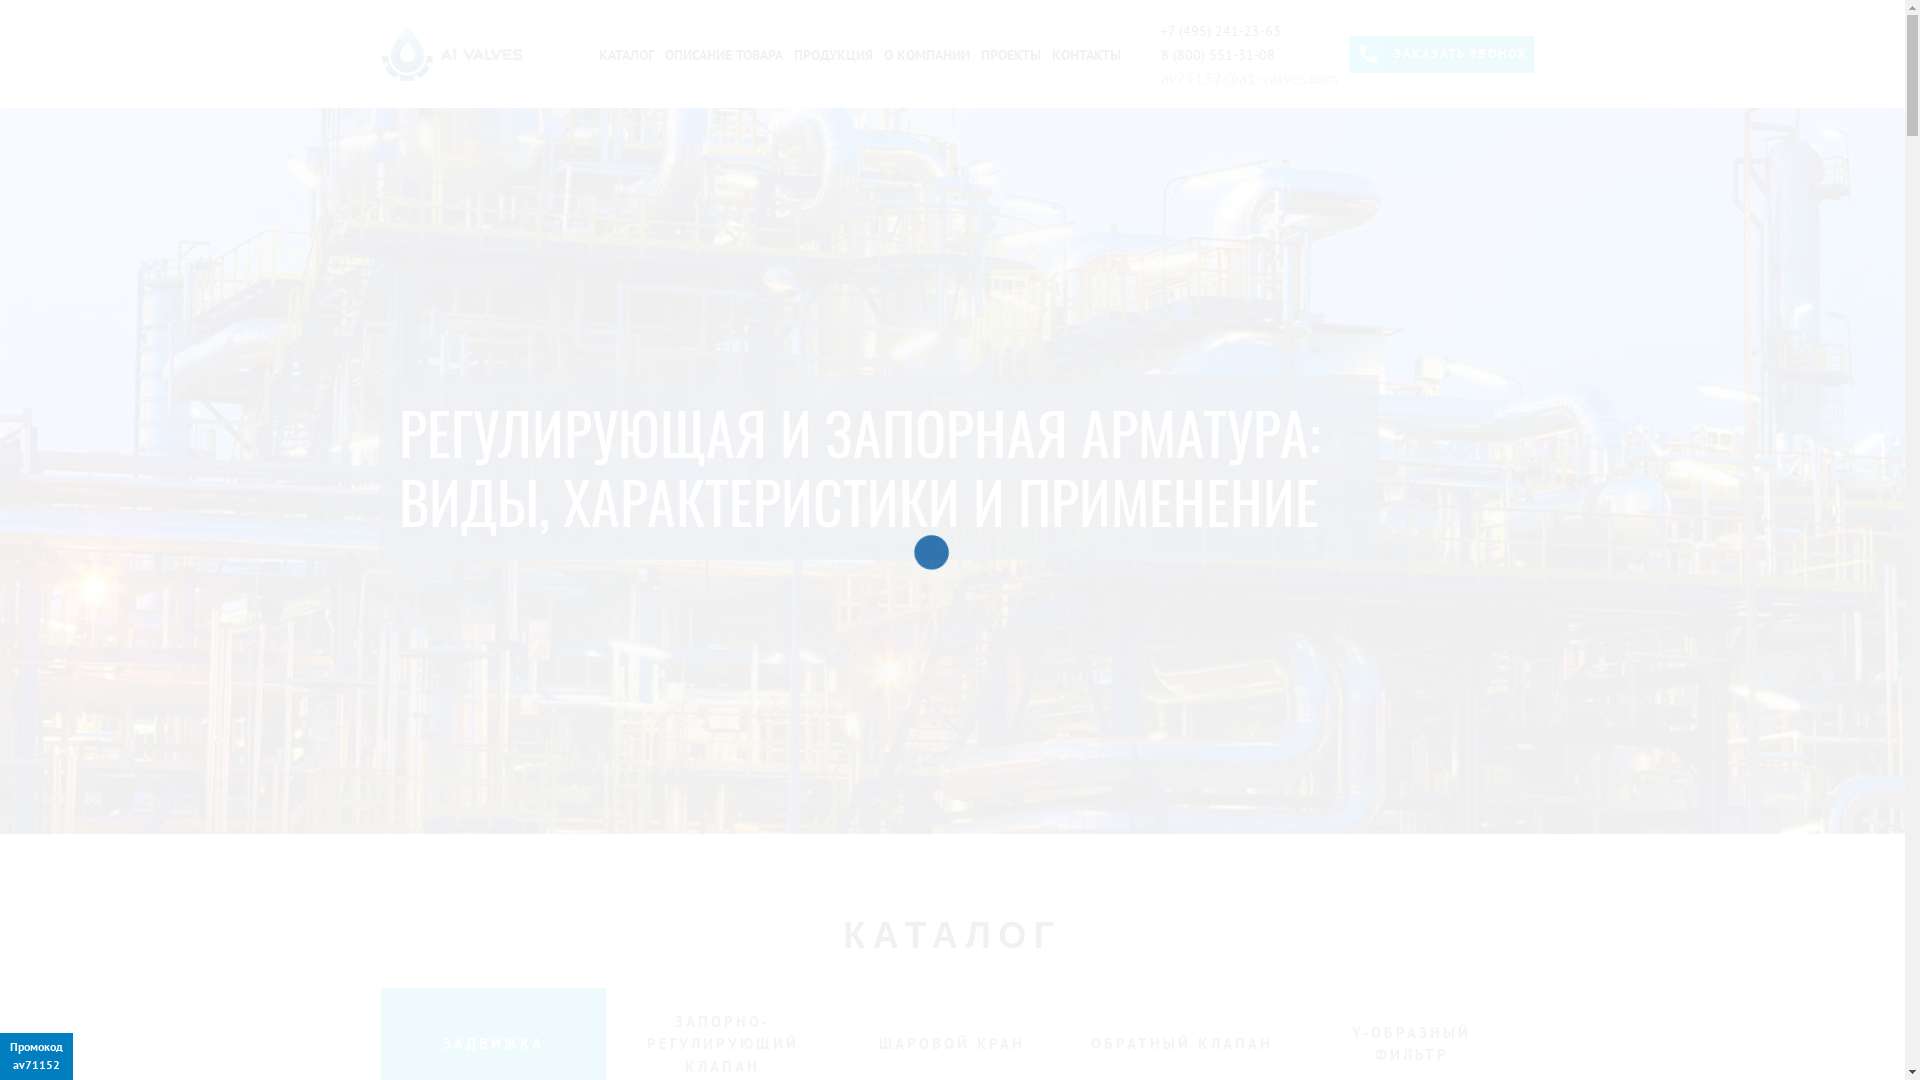 A1 VALVES
КАТАЛОГ ОПИСАНИЕ ТОВАРА ПРОДУКЦИЯ О КОМПАНИИ ПРОЕКТЫ КОНТАКТЫ
+7 (495) 241-23-63
8 (800) 551-31-08
av71152@a1-valves.com
ЗАКАЗАТЬ ЗВОНОК
РЕГУЛИРУЮЩАЯ И ЗАПОРНАЯ АРМАТУРА:
ВИДЫ, ХАРАКТЕРИСТИКИ И ПРИМЕНЕНИЕ
КАТАЛОГ
ЗАДВИЖКА
ЗАПОРНО-
РЕГУЛИРУЮЩИЙ
КЛАПАН
ШАРОВОЙ КРАН
ОБРАТНЫЙ КЛАПАН
Y-ОБРАЗНЫЙ
ФИЛЬТР
Промокод
av71152